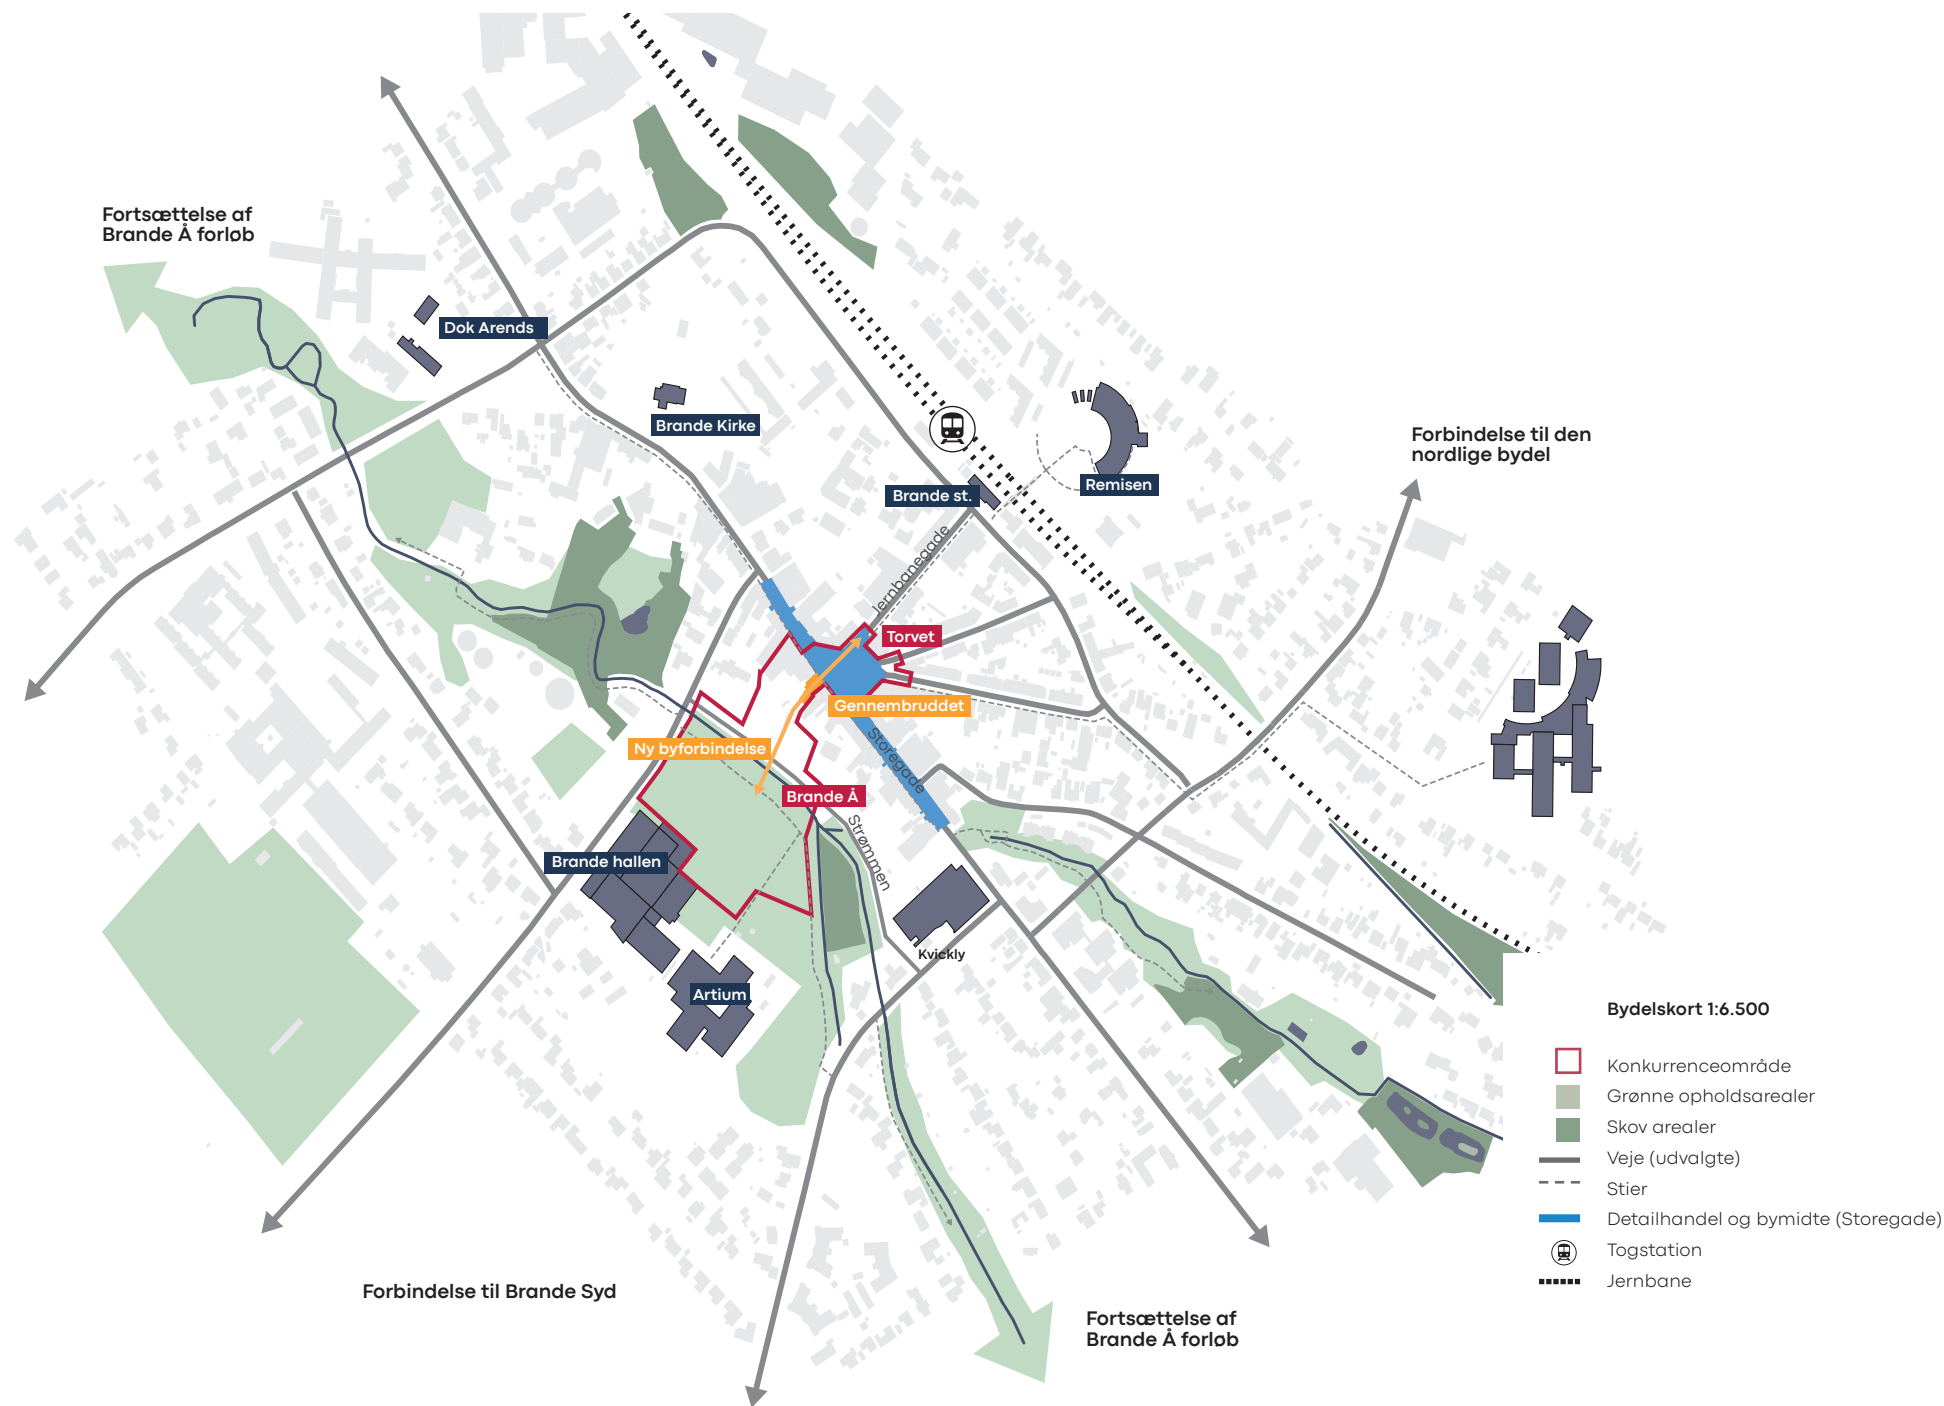 Fortsættelse af
Brande Å forløb
Dok Arends
Brande Kirke
Forbindelse til den
nordlige bydel
Remisen
Brande st.
Jernbanegade
Torvet
Gennembruddet
Ny byforbindelse
Storegade
Brande Å
Strømmen
Brande hallen
Kvickly
Artium
Bydelskort 1:6.500
Konkurrenceområde
Grønne opholdsarealer
Skov arealer
Veje (udvalgte)
Stier
Detailhandel og bymidte (Storegade)
Togstation
Jernbane
Forbindelse til Brande Syd
Fortsættelse af
Brande Å forløb